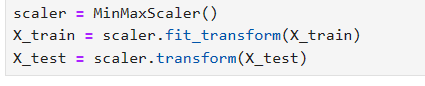 scaler = MinMaxScaler()
X_train = scaler.fit_transform(X_train)
X_test = scaler.transform(X_test)